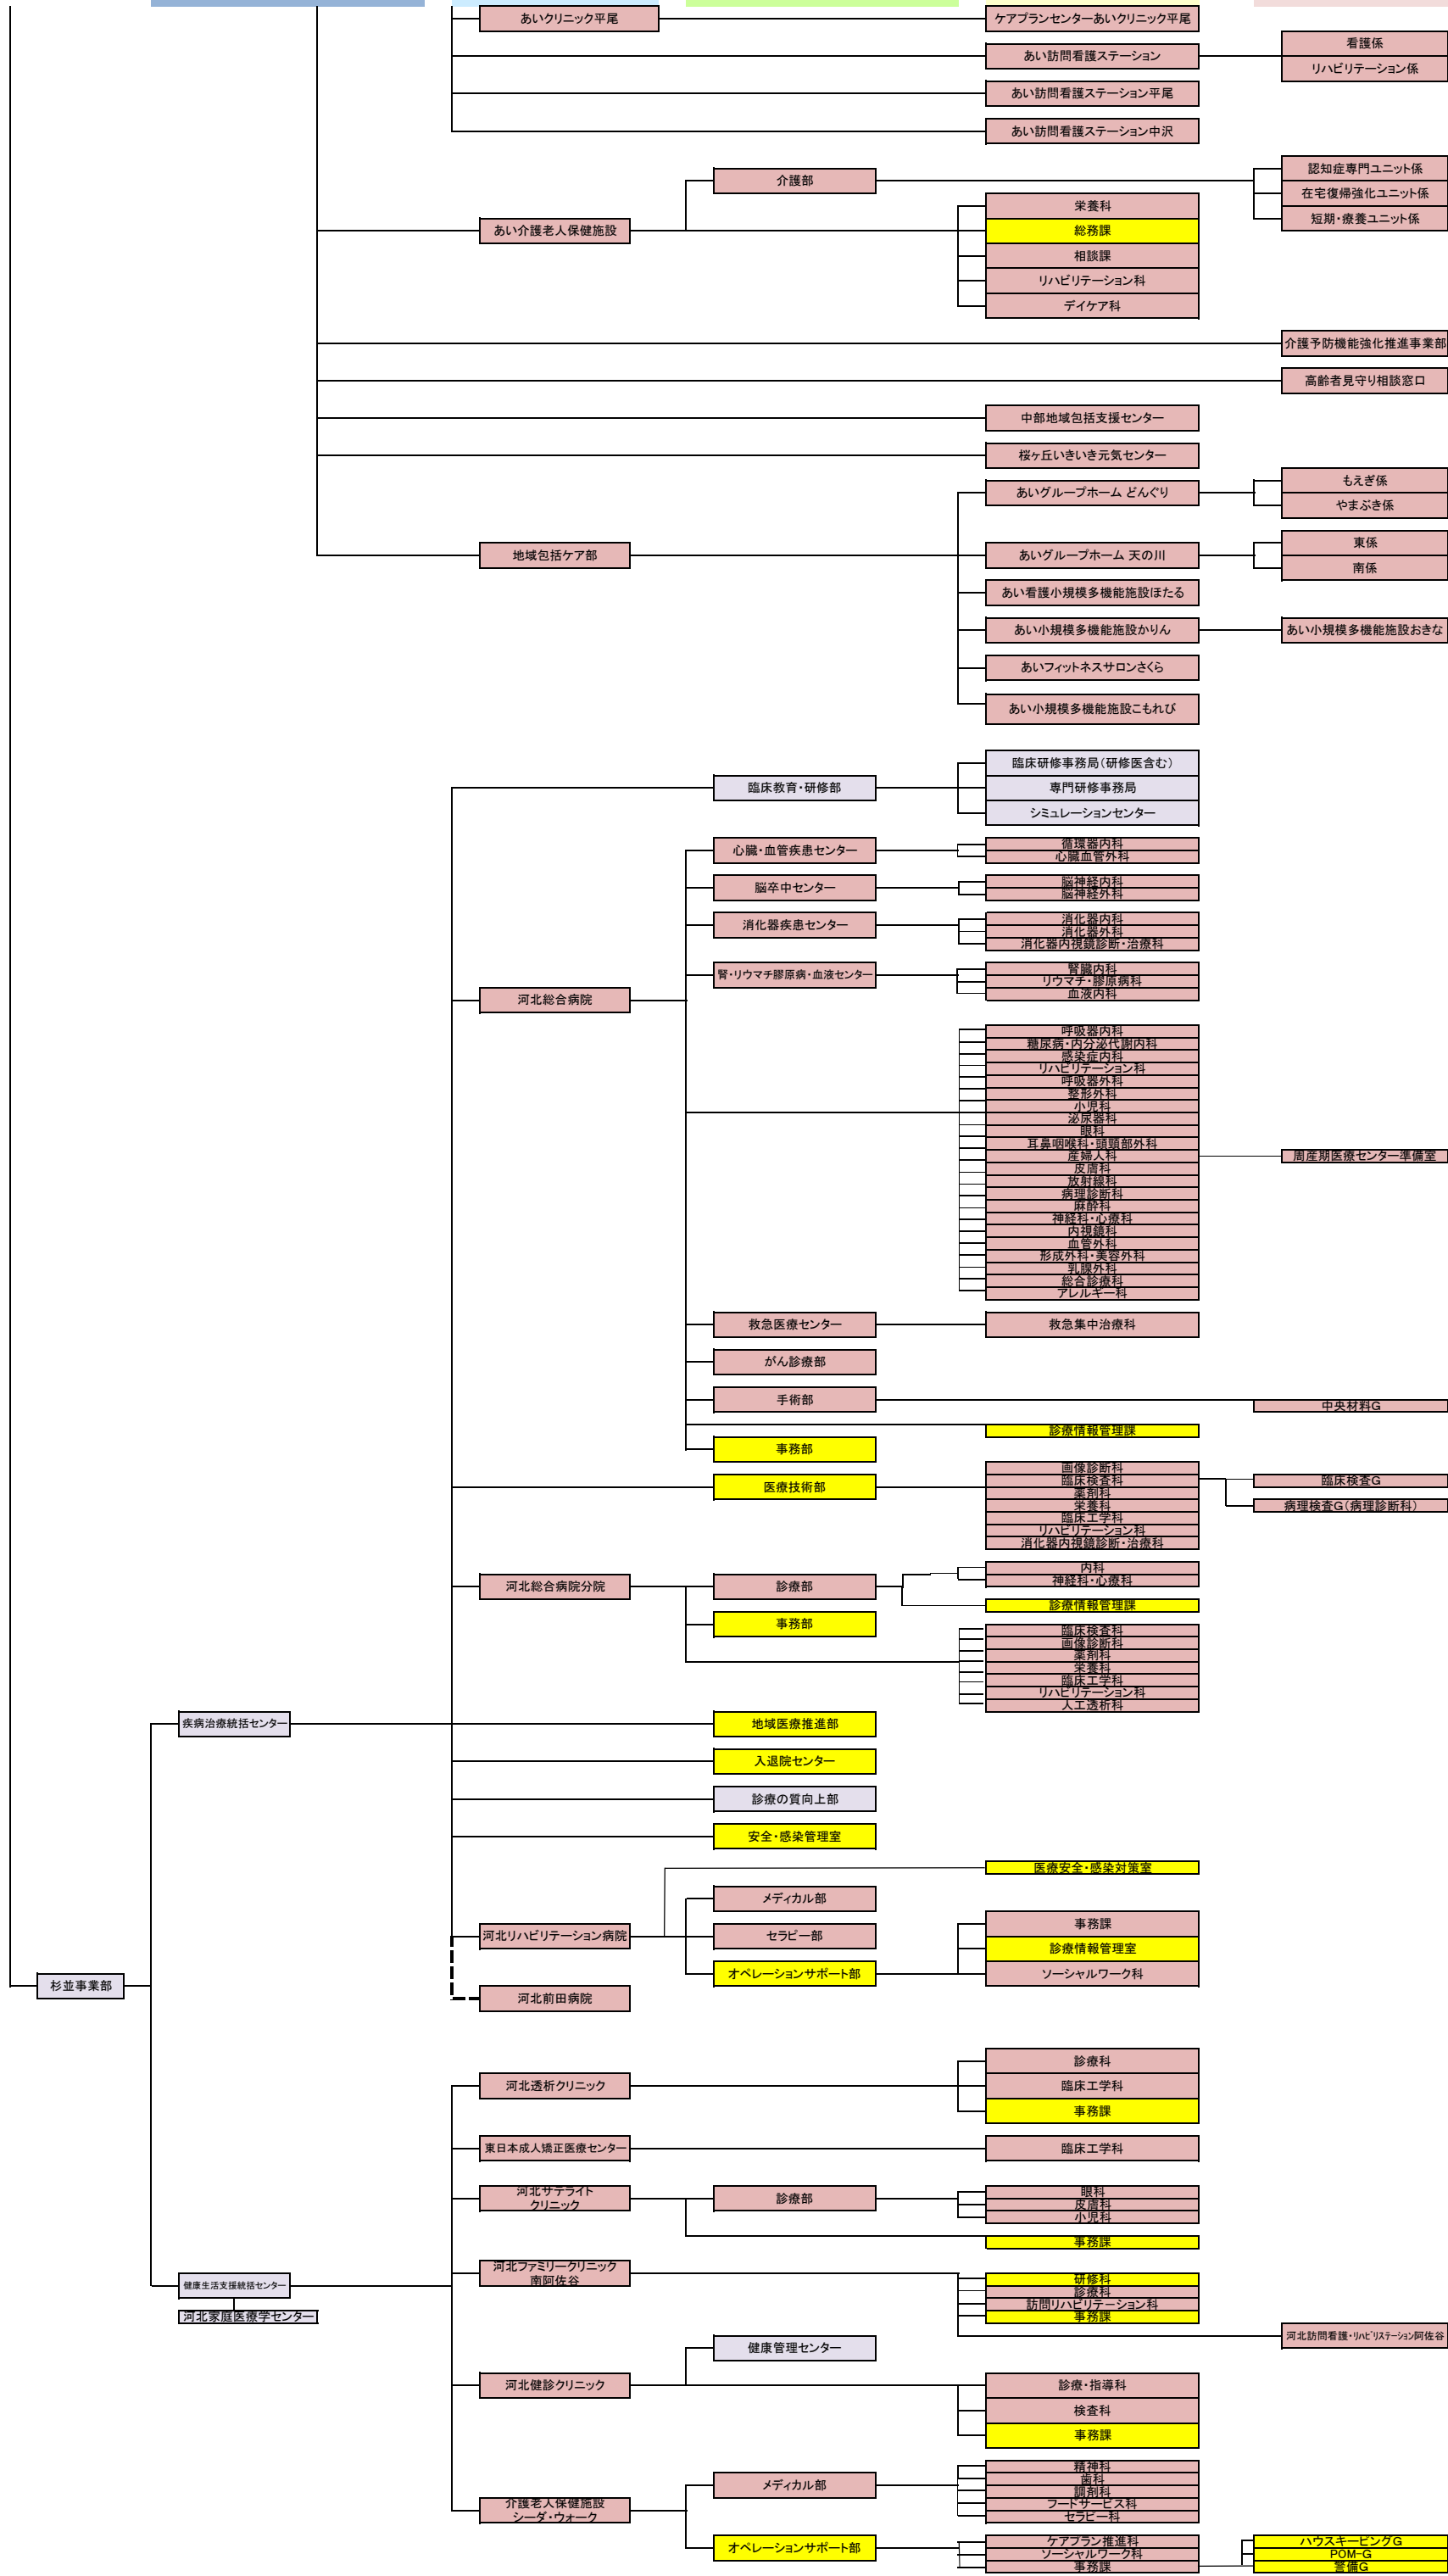 あいクリニック平尾
ケアプランセンターあいクリニック平尾
看護係
あい訪問看護ステーション
リハビリテーション係
あい訪問看護ステーション平尾
あい訪問看護ステーション中沢
認知症専門ユニット係
介護部
在宅復帰強化ユニット係
栄養科
短期・療養ユニット係
あい介護老人保健施設
総務課
相談課
リハビリテーション科
デイケア科
介護予防機能強化推進事業部
高齢者見守り相談窓口
中部地域包括支援センター
桜ヶ丘いきいき元気センター
もえぎ係
あいグループホーム どんぐり
やまぶき係
東係
地域包括ケア部
あいグループホーム 天の川
南係
あい看護小規模多機能施設ほたる
あい小規模多機能施設かりん
あい小規模多機能施設おきな
あいフィットネスサロンさくら
あい小規模多機能施設こもれび
臨床研修事務局(研修医含む)
臨床教育・研修部
専門研修事務局
シミュレーションセンター
心臓・血管疾患センター
循環器内科
心臓血管外科
脳卒中センター
脳神経内科
脳神経外科
消化器疾患センター
消化器内科
消化器外科
消化器内視鏡診断・治療科
腎・リウマチ膠原病・血液センター
腎臓内科
リウマチ・膠原病科
血液内科
河北総合病院
呼吸器内科
糖尿病・内分泌代謝内科
感染症内科
リハビリテーション科
呼吸器外科
整形外科
小児科
泌尿器科
眼科
耳鼻咽喉科・頭頸部外科
産婦人科
周産期医療センター準備室
皮膚科
放射線科
病理診断科
麻酔科
神経科・心療科
内視鏡科
血管外科
形成外科・美容外科
乳腺外科
総合診療科
アレルギー科
救急医療センター
救急集中治療科
がん診療部
手術部
中央材料G
診療情報管理課
事務部
画像診断科
臨床検査科
臨床検査G
医療技術部
薬剤科
栄養科
病理検査G(病理診断科)
臨床工学科
リハビリテーション科
消化器内視鏡診断・治療科
内科
神経科・心療科
河北総合病院分院
診療部
診療情報管理課
事務部
臨床検査科
画像診断科
薬剤科
栄養科
臨床工学科
リハビリテーション科
人工透析科
疾病治療統括センター
地域医療推進部
入退院センター
診療の質向上部
安全・感染管理室
医療安全・感染対策室
メディカル部
事務課
河北リハビリテーション病院
セラピー部
診療情報管理室
オペレーションサポート部
ソーシャルワーク科
杉並事業部
河北前田病院
診療科
河北透析クリニック
臨床工学科
事務課
東日本成人矯正医療センター
臨床工学科
河北サテライト
クリニック
診療部
眼科
皮膚科
小児科
事務課
河北ファミリークリニック
南阿佐谷
健康生活支援統括センター
研修科
診療科
訪問リハビリテーション科
事務課
河北家庭医療学センター
河北訪問看護・リハビリステーション阿佐谷
健康管理センター
河北健診クリニック
診療・指導科
検査科
事務課
精神科
メディカル部
歯科
調剤科
フードサービス科
セラピー科
介護老人保健施設
シーダ・ウォーク
オペレーションサポート部
ケアプラン推進科
ハウスキーピングG
ソーシャルワーク科
POM-G
事務課
警備G